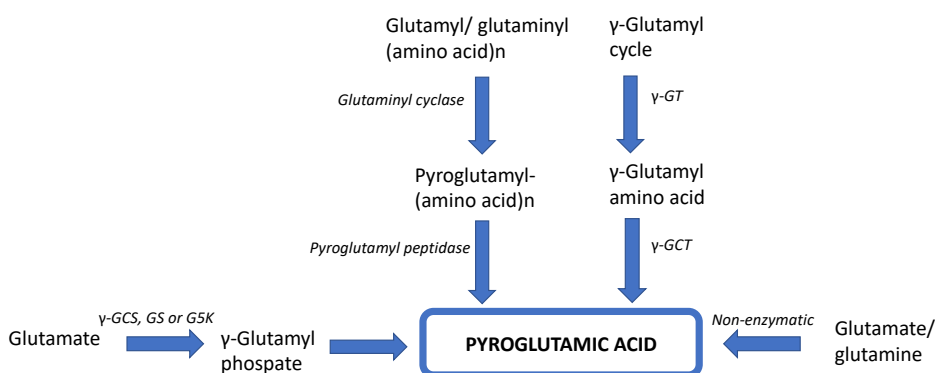 Glutamyl/ glutaminyl
(amino acid)n
γ-Glutamyl
cycle
Glutaminyl cyclase
γ-GT
Pyroglutamyl-
(amino acid)n
γ-Glutamyl
amino acid
Pyroglutamyl peptidase
γ-GCT
Glutamate
γ-GCS, GS or G5K
γ-Glutamyl
phospate
PYROGLUTAMIC ACID
Non-enzymatic
Glutamate/
glutamine